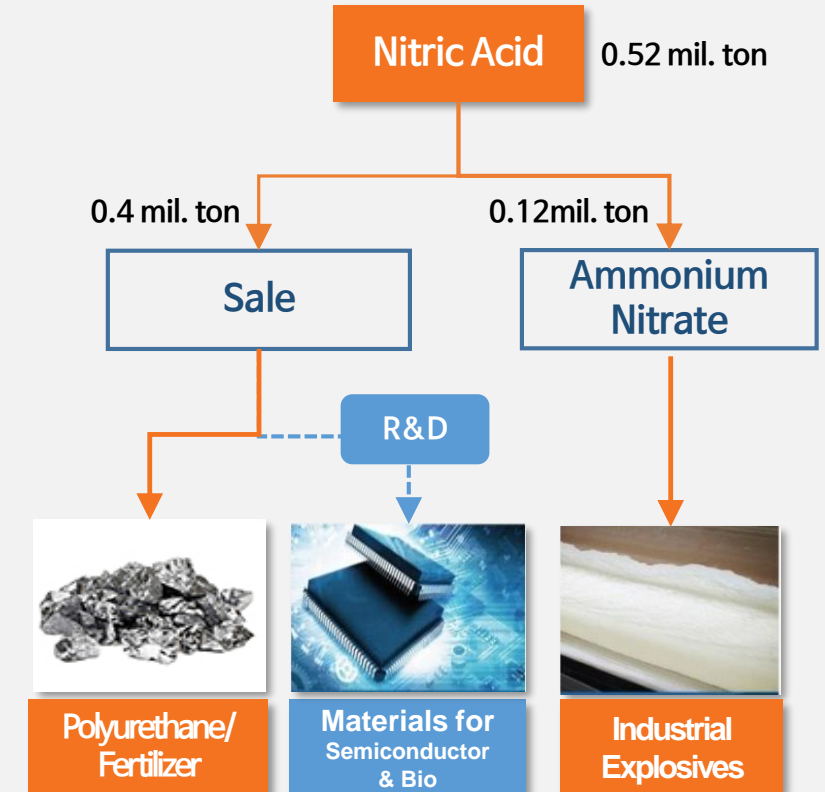 Nitric Acid
0.52 mil. ton
0.4 mil. ton
0.12mil. ton
Sale
Ammonium
Nitrate
R&D
Polyurethane/
Fertilizer
Materials for
Semiconductor
& Bio
Industrial
Explosives